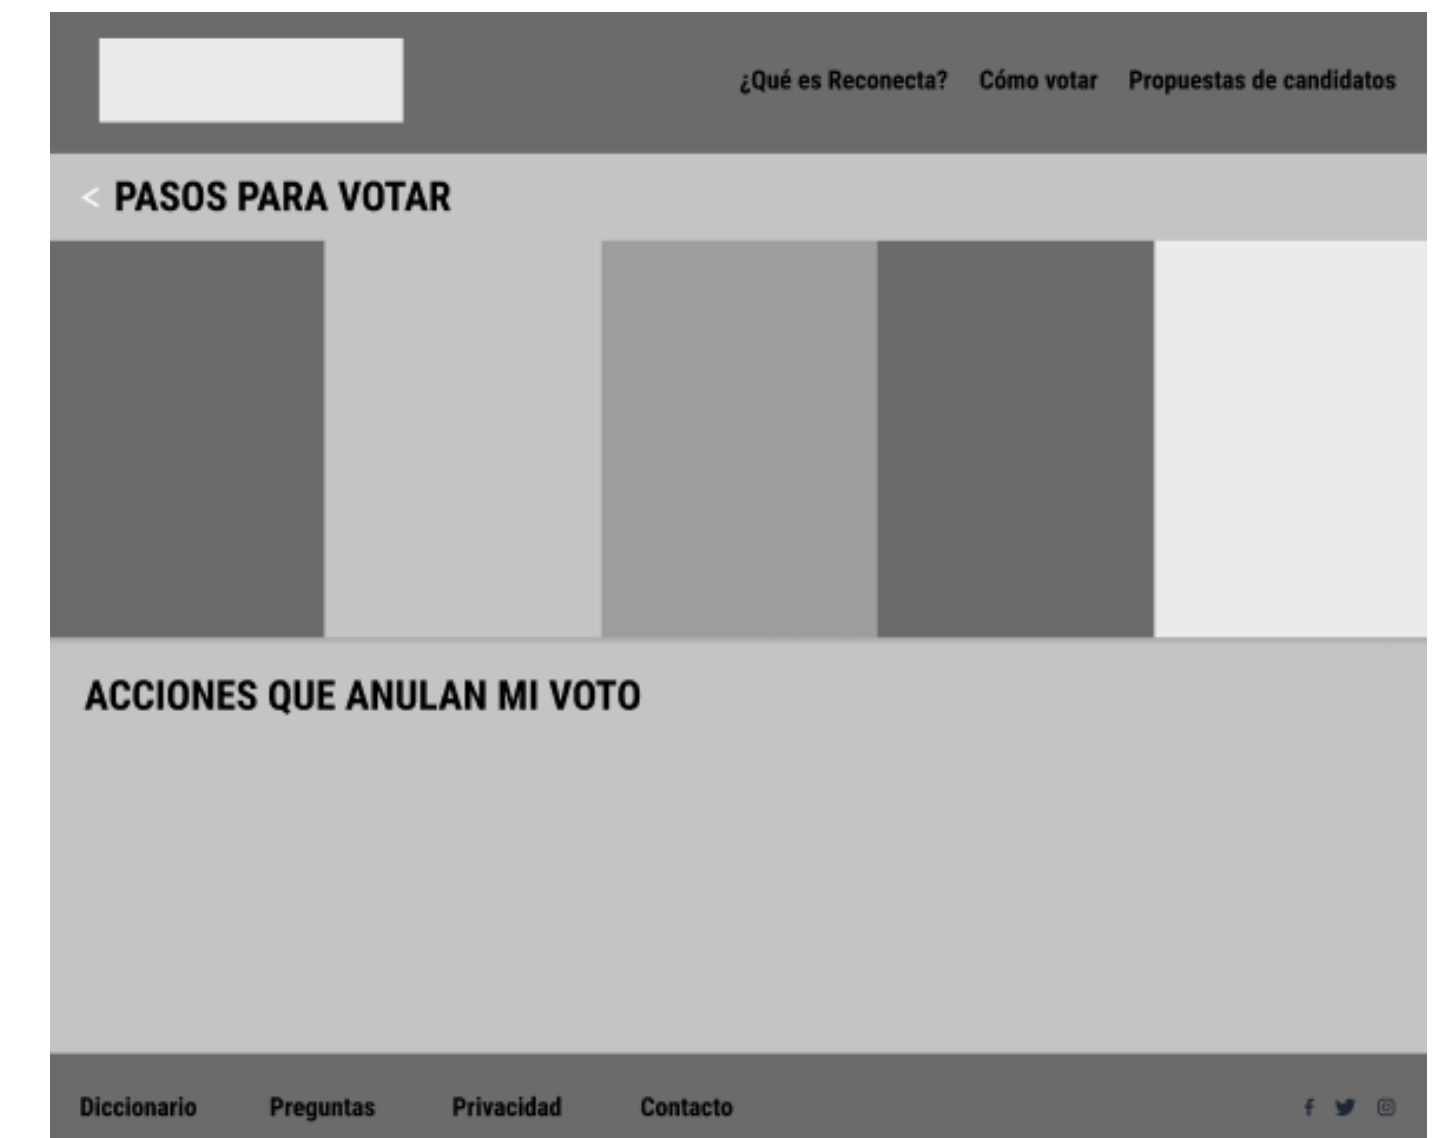 ¿Qué es Reconecta? Cómo votar Propuestas de candidatos
< PASOS PARA VOTAR
ACCIONES QUE ANULAN MI VOTO
Diccionario Preguntas Privacidad Contacto